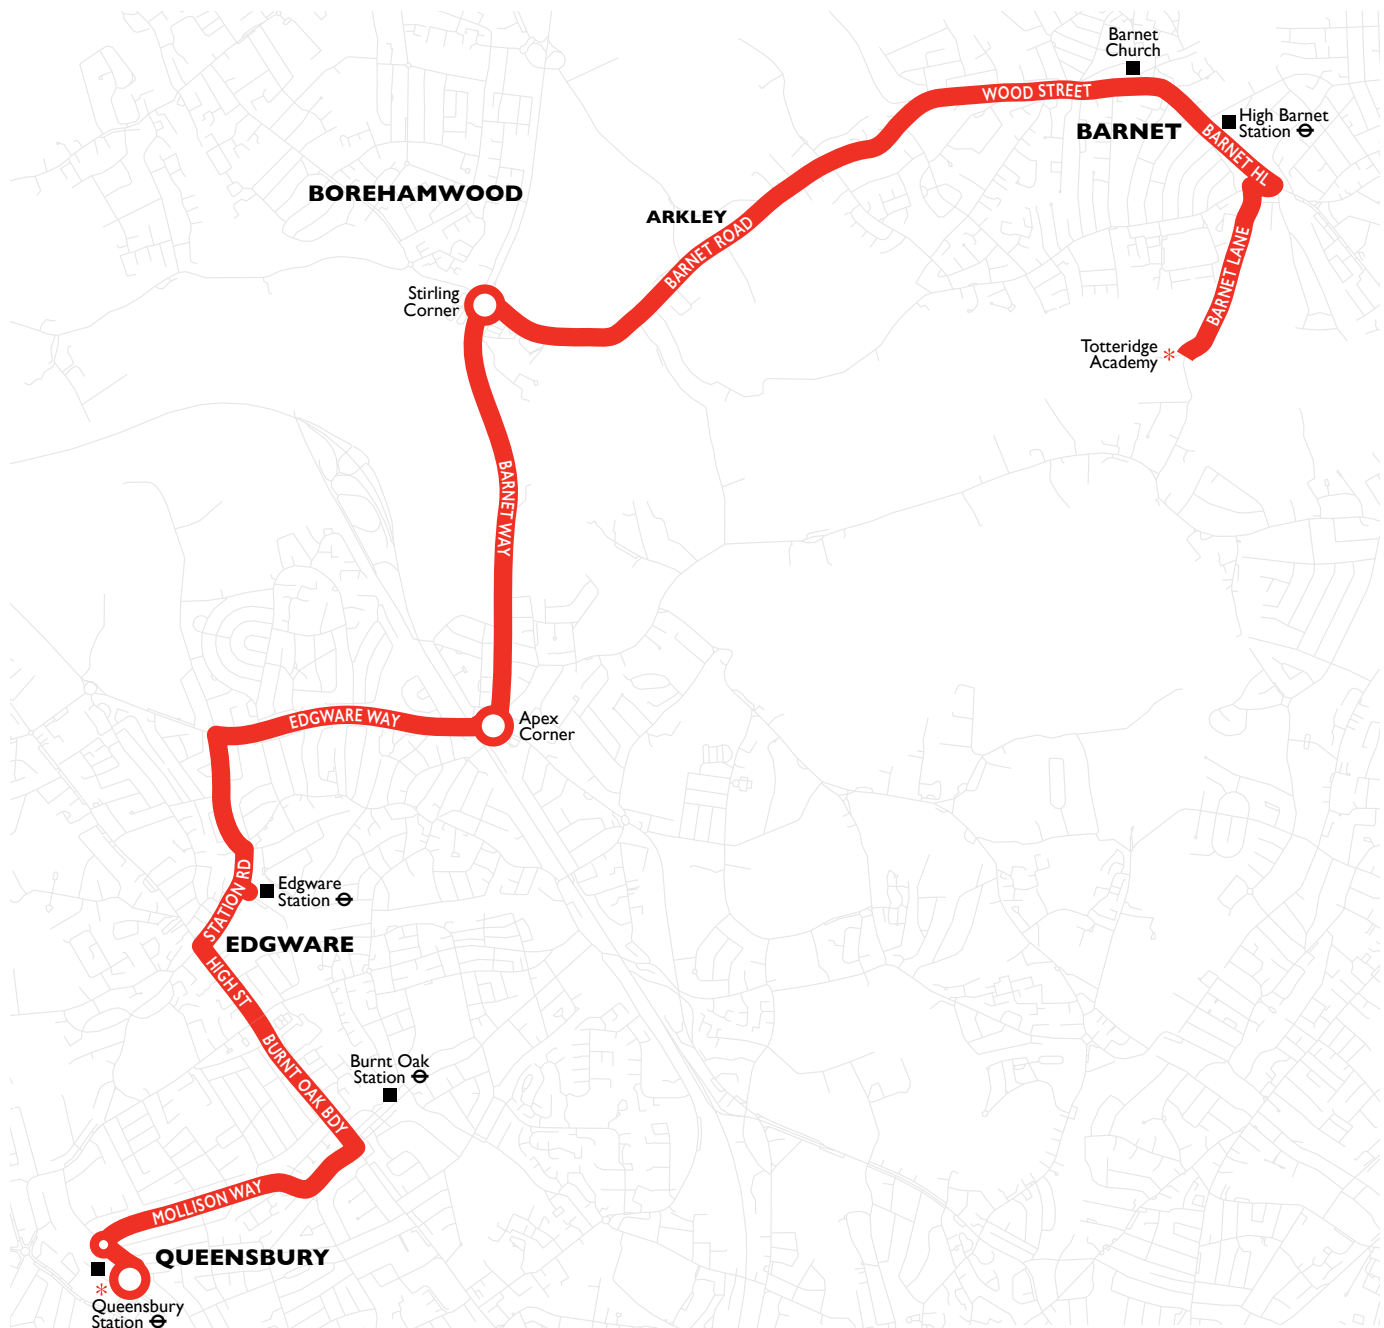 Barnet
Church
WOOD STREET
High Barnet
Station
BARNET
BARNET HL
BOREHAMWOOD
ARKLEY
BARNET ROAD
BARNET LANE
Stirling
Corner
Totteridge
Academy *
BARNET WAY
EDGWARE WAY
Apex
Corner
STATION RD
Edgware
Station
EDGWARE
HIGH ST
BURNT OAK BDY
Burnt Oak
Station
MOLLISON WAY
QUEENSBURY
*
Queensbury
Station